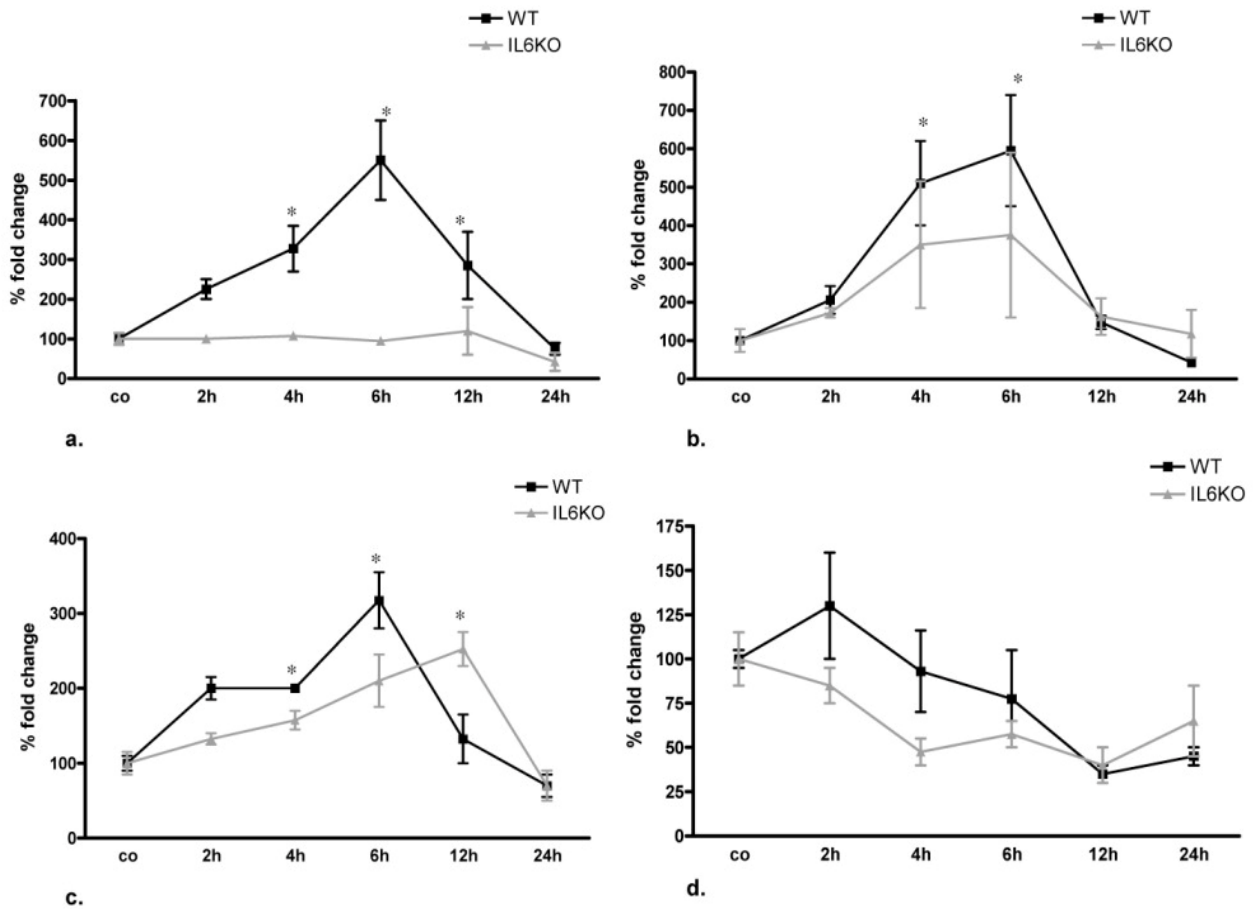 WT
IL6KO
% fold change
700
600
500
400
300
200
100
0
*
*
*
co 2h 4h 6h 12h 24h
a.
WT
IL6KO
% fold change
800
700
600
500
400
300
200
100
0
*
*
co 2h 4h 6h 12h 24h
b.
WT
IL6KO
% fold change
400
300
200
100
0
*
*
*
co 2h 4h 6h 12h 24h
c.
WT
IL6KO
% fold change
175
150
125
100
75
50
25
0
co 2h 4h 6h 12h 24h
d.